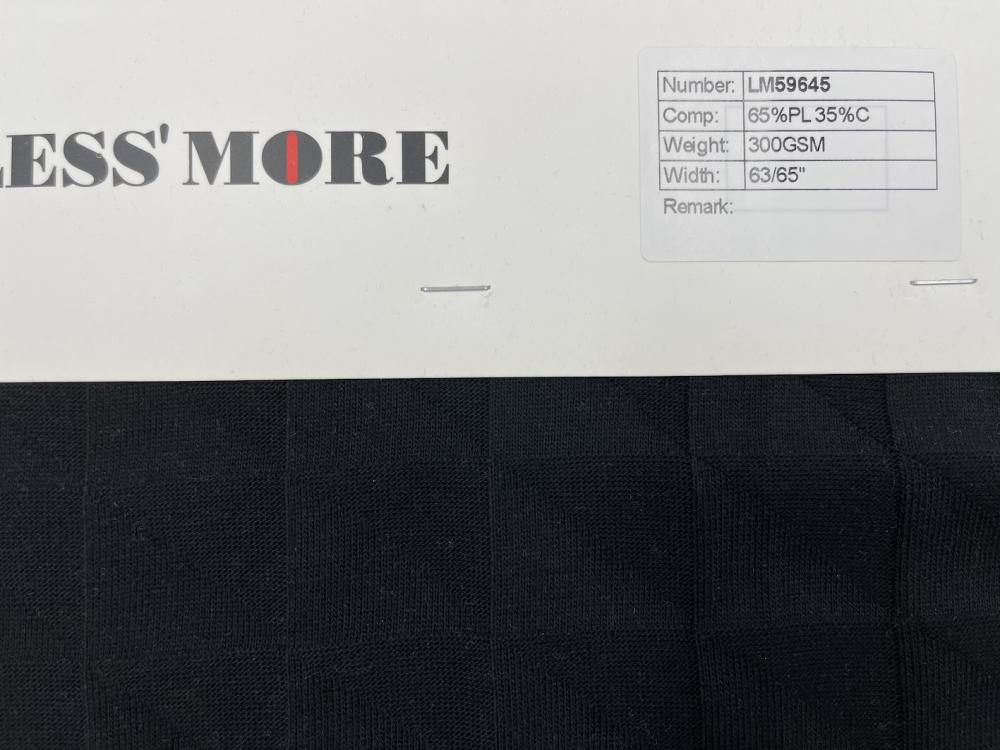 LESS' MORE
Number: LM59645
Comp: 65%PL 35%C
Weight: 300GSM
Width: 63/65"
Remark: